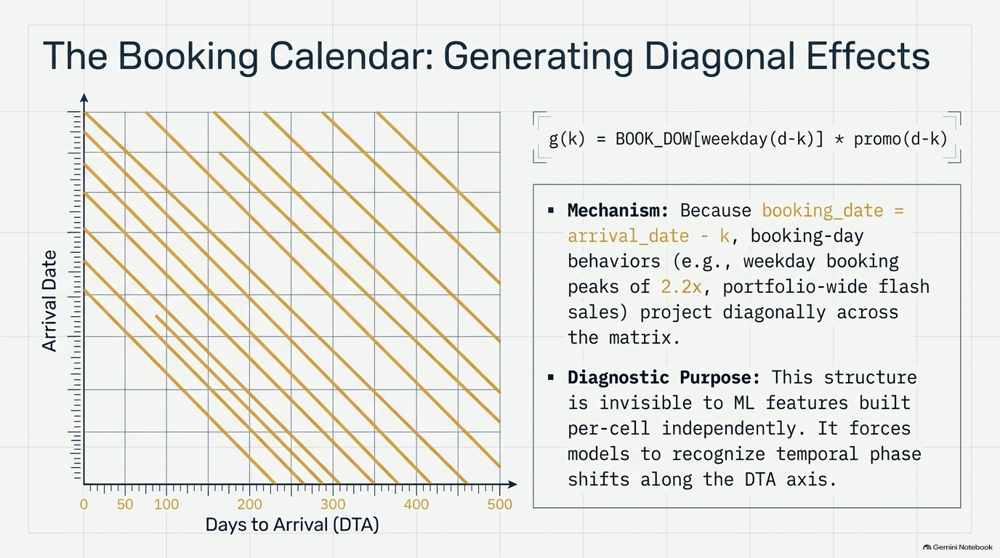 The Booking Calendar: Generating Diagonal Effects
Arrival Date
0 50 100 200 300 400 500
Days to Arrival (DTA)
g(k) = BOOK_DOW[weekday(d-k)] * promo(d-k)
▪ Mechanism: Because booking_date =
arrival_date - k, booking-day
behaviors (e.g., weekday booking
peaks of 2.2x, portfolio-wide flash
sales) project diagonally across
the matrix.
▪ Diagnostic Purpose: This structure
is invisible to ML features built
per-cell independently. It forces
models to recognize temporal phase
shifts along the DTA axis.
Gemini Notebook